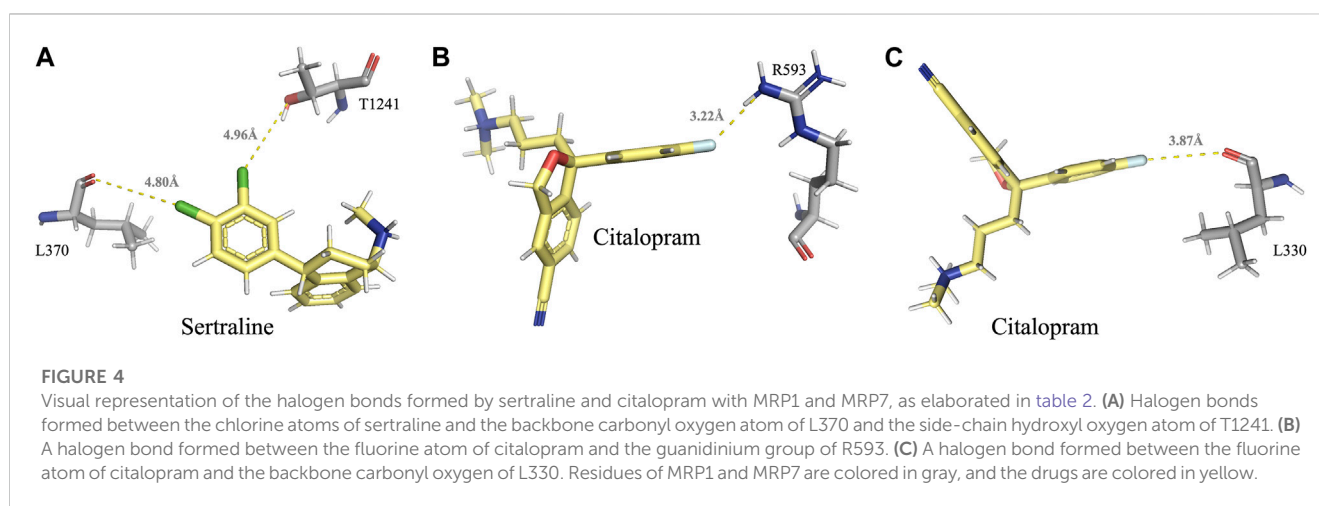 A
T1241
4.96Å
4.80Å
L370
Sertraline
B
R593
3.22Å
Citalopram
C
3.87Å
L330
Citalopram
FIGURE 4
Visual representation of the halogen bonds formed by sertraline and citalopram with MRP1 and MRP7, as elaborated in table 2. (A) Halogen bonds
formed between the chlorine atoms of sertraline and the backbone carbonyl oxygen atom of L370 and the side-chain hydroxyl oxygen atom of T1241. (B)
A halogen bond formed between the fluorine atom of citalopram and the guanidinium group of R593. (C) A halogen bond formed between the fluorine
atom of citalopram and the backbone carbonyl oxygen of L330. Residues of MRP1 and MRP7 are colored in gray, and the drugs are colored in yellow.